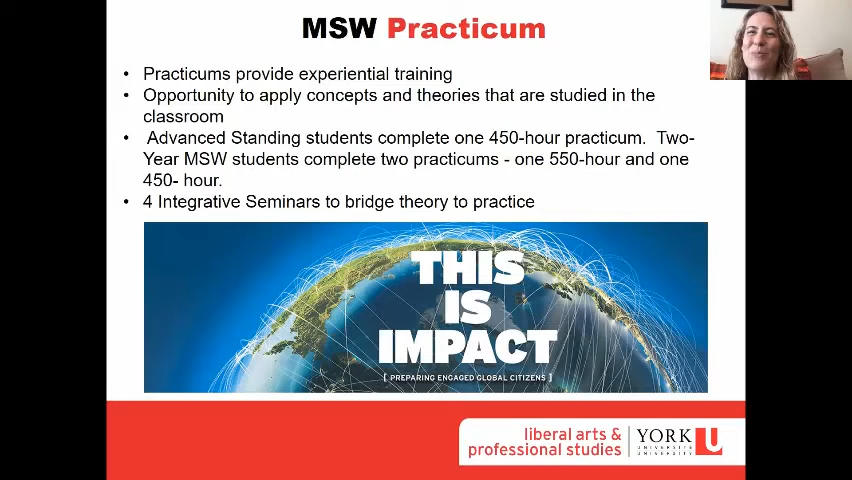 MSW Practicum
• Practicums provide experiential training
• Opportunity to apply concepts and theories that are studied in the
classroom
• Advanced Standing students complete one 450-hour practicum. Two-
Year MSW students complete two practicums - one 550-hour and one
450- hour.
• 4 Integrative Seminars to bridge theory to practice
THIS
IS
IMPACT
[ PREPARING ENGAGED GLOBAL CITIZENS ]
liberal arts &
professional studies
YORK U
UNIVERSITÉ
UNIVERSITY